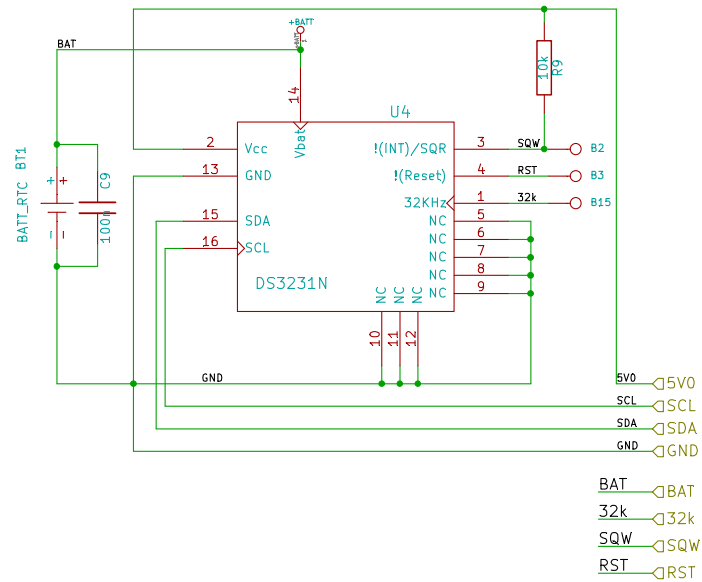 +BATT
BAT
14
10k
R9
U4
Vbat
2
Vcc
!(INT)/SQR
3
SQW
B2
13
GND
!(Reset)
4
RST
B3
BT1
BATT_RTC
C9
100n
32KHz
1
32k
B15
15
SDA
NC
5
16
SCL
NC
6
NC
7
NC
8
DS3231N
NC
9
NC
NC
NC
10
11
12
GND
5V0
5V0
SCL
SCL
SDA
SDA
GND
GND
BAT
BAT
32k
32k
SQW
SQW
RST
RST